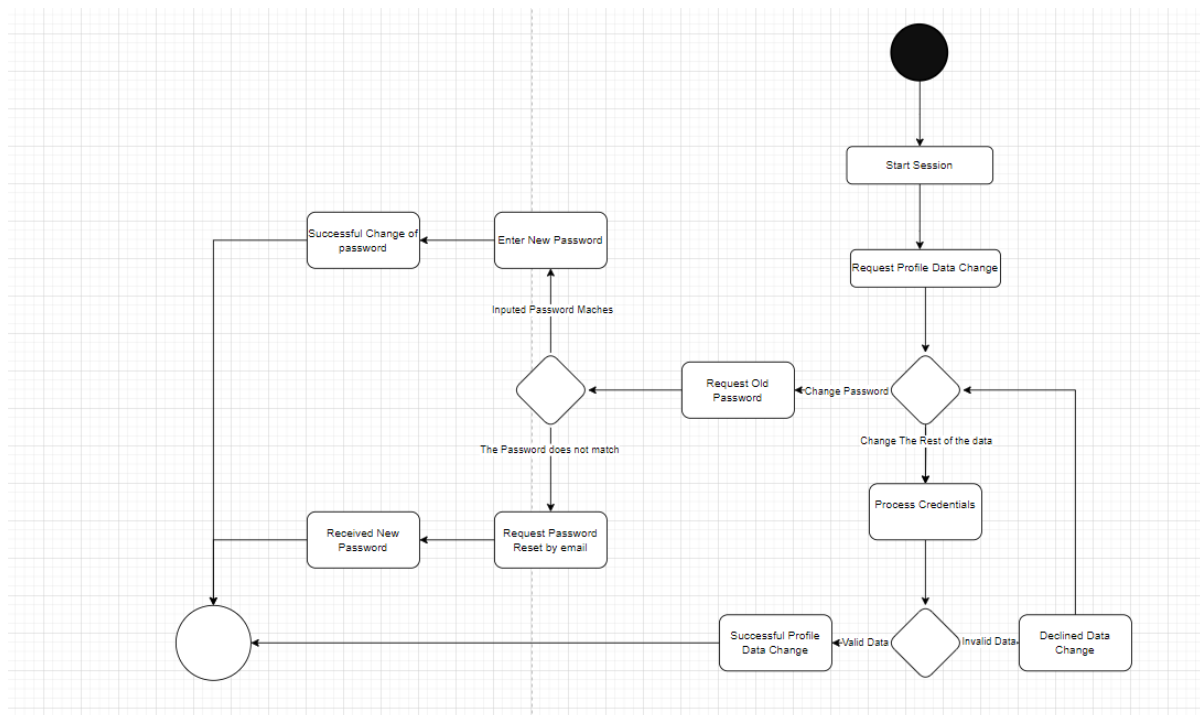 Start Session
Successful Change of
password
Enter New Password
Request Profile Data Change
Inputed Password Maches
Request Old
Password
Change Password
Change The Rest of the data
The Password does not match
Process Credentials
Received New
Password
Request Password
Reset by email
Successful Profile
Data Change
Valid Data
Invalid Data
Declined Data
Change